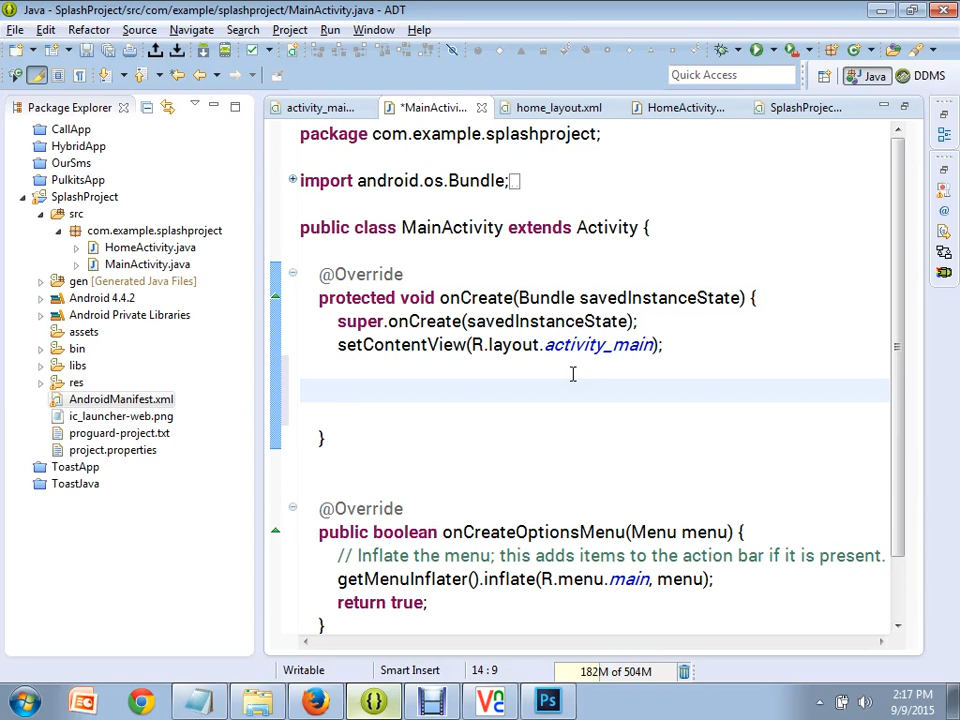 Java - SplashProject/src/com/example/splashproject/MainActivity.java - ADT
File Edit Refactor Source Navigate Search Project Run Window Help
Quick Access
Java
DDMS
Package Explorer
activity_mai...
*MainActivi...
home_layout.xml
HomeActivity...
SplashProjec...
CallApp
HybridApp
OurSms
PulkitsApp
SplashProject
src
com.example.splashproject
HomeActivity.java
MainActivity.java
gen [Generated Java Files]
Android 4.4.2
Android Private Libraries
assets
bin
libs
res
AndroidManifest.xml
ic_launcher-web.png
proguard-project.txt
project.properties
ToastApp
ToastJava
package com.example.splashproject;
import android.os.Bundle;
public class MainActivity extends Activity {
@Override
protected void onCreate(Bundle savedInstanceState) {
super.onCreate(savedInstanceState);
setContentView(R.layout.activity_main);
}
@Override
public boolean onCreateOptionsMenu(Menu menu) {
// Inflate the menu; this adds items to the action bar if it is present.
getMenuInflater().inflate(R.menu.main, menu);
return true;
}
Writable
Smart Insert
14 : 9
182M of 504M
2:17 PM
9/9/2015